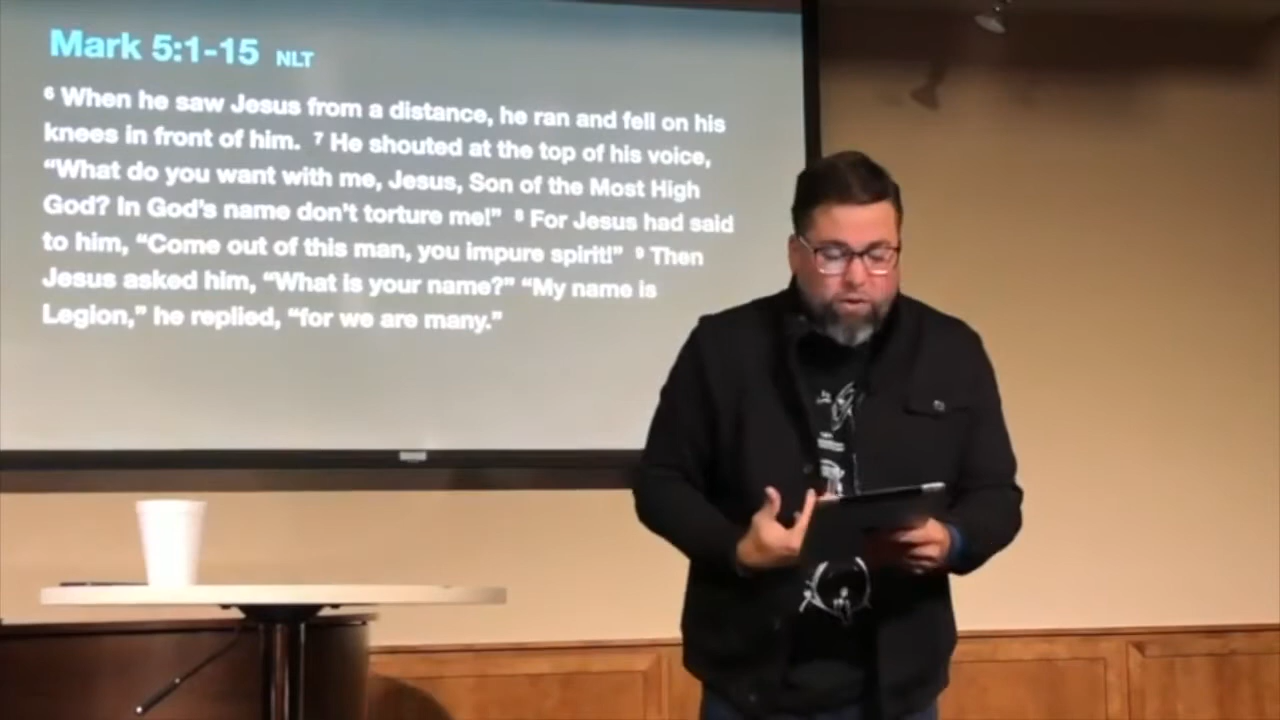 Mark 5:1-15 NLT
⁶ When he saw Jesus from a distance, he ran and fell on his
knees in front of him. ⁷ He shouted at the top of his voice,
“What do you want with me, Jesus, Son of the Most High
God? In God’s name don’t torture me!” ⁸ For Jesus had said
to him, “Come out of this man, you impure spirit!” ⁹ Then
Jesus asked him, “What is your name?” “My name is
Legion,” he replied, “for we are many.”